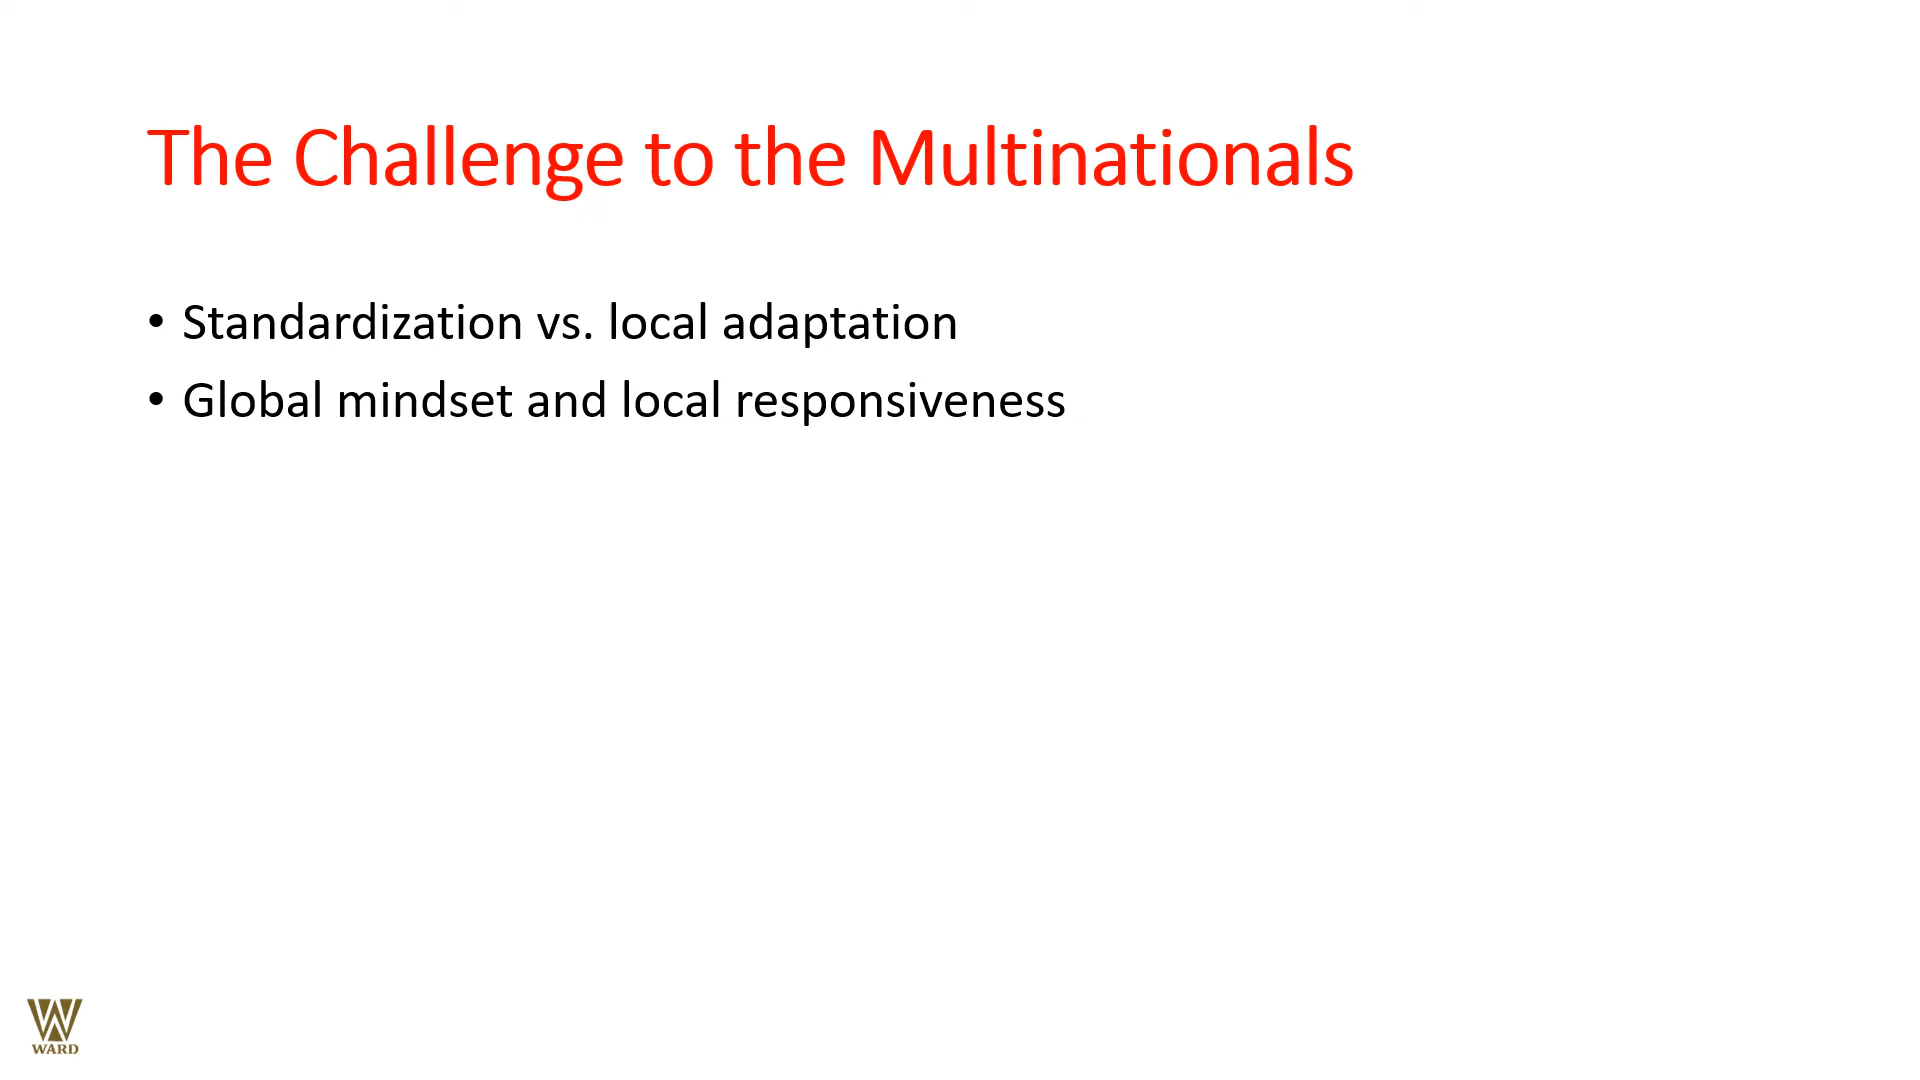 The Challenge to the Multinationals
• Standardization vs. local adaptation
• Global mindset and local responsiveness
WARD